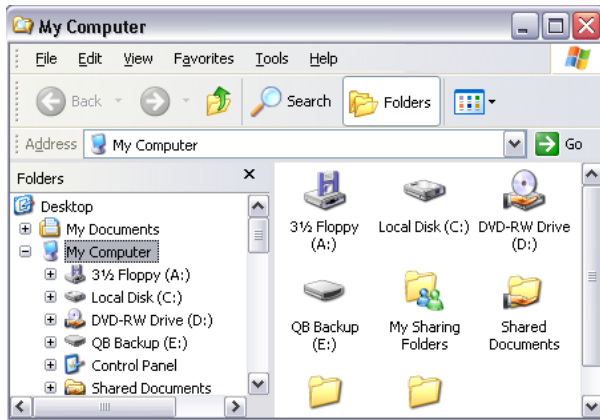 My Computer
File Edit View Favorites Tools Help
Back Search Folders
Address My Computer Go
Folders
Desktop
My Documents
My Computer
3½ Floppy (A:)
Local Disk (C:)
DVD-RW Drive (D:)
QB Backup (E:)
Control Panel
Shared Documents
3½ Floppy (A:)
Local Disk (C:)
DVD-RW Drive (D:)
QB Backup (E:)
My Sharing Folders
Shared Documents